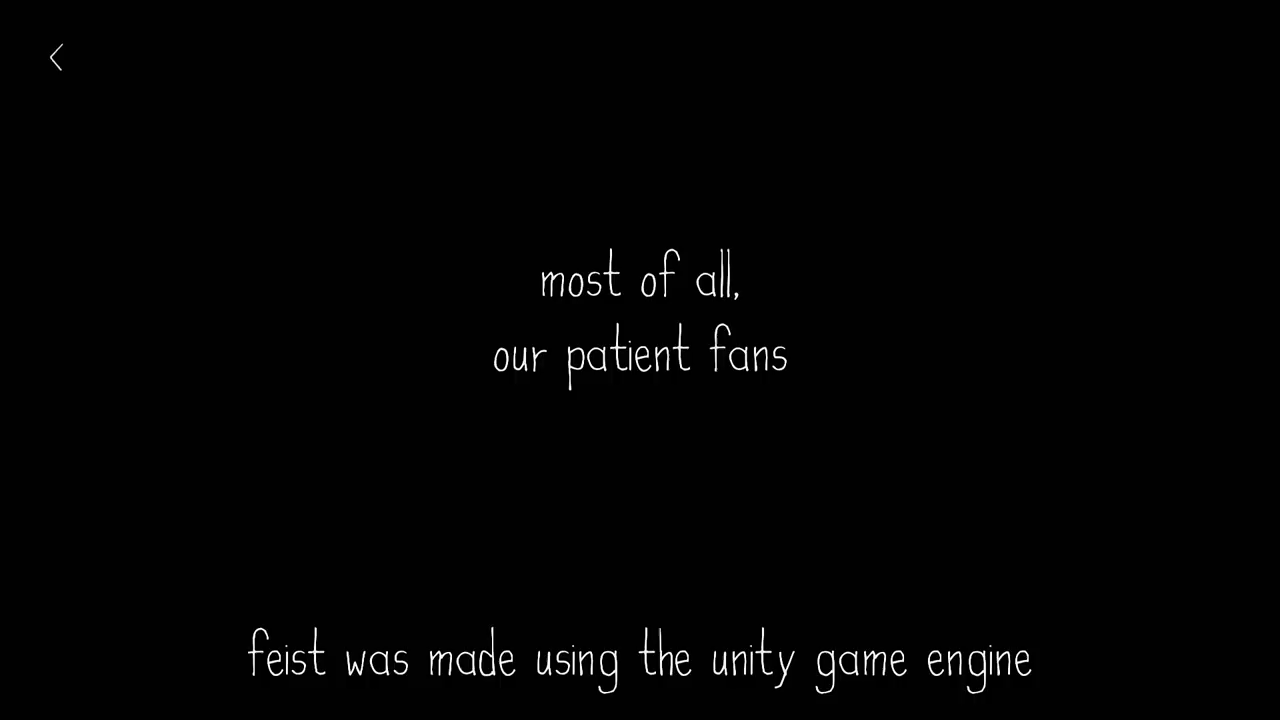 most of all,
our patient fans
feist was made using the unity game engine